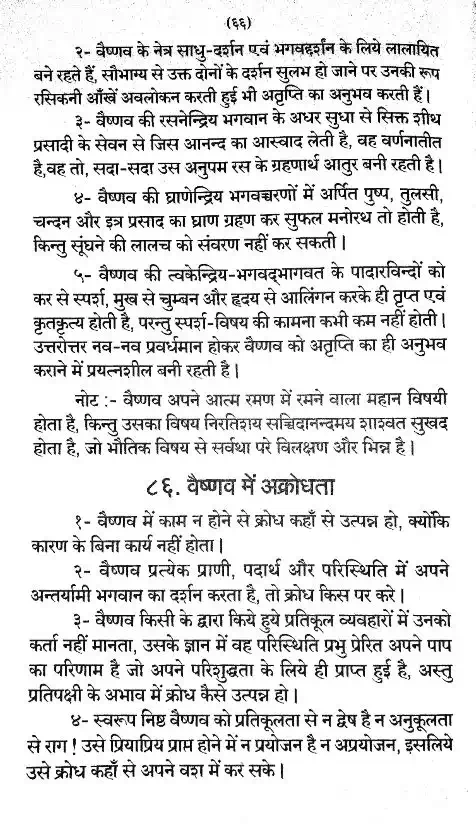 (६६)
२- वैष्णव के नेत्र साधु-दर्शन एवं भगवद्दर्शन के लिये लालायित
बने रहते हैं, सौभाग्य से उक्त दोनों के दर्शन सुलभ हो जाने पर उनकी रूप
रसिकनी आँखें अवलोकन करती हुई भी अतृप्ति का अनुभव करती हैं।
३- वैष्णव की रसनेन्द्रिय भगवान के अधर सुधा से सिक्त शीथ
प्रसादी के सेवन से जिस आनन्द का आस्वाद लेती है, वह वर्णनातीत
है,वह तो, सदा-सदा उस अनुपम रस के ग्रहणार्थ आतुर बनी रहती है।
४- वैष्णव की घ्राणेन्द्रिय भगवच्चरणों में अर्पित पुष्प, तुलसी,
चन्दन और इत्र प्रसाद का घ्राण ग्रहण कर सुफल मनोरथ तो होती है,
किन्तु सूंघने की लालच को संवरण नहीं कर सकती।
५- वैष्णव की त्वकेन्द्रिय-भगवद्भागवत के पादारविन्दों को
कर से स्पर्श, मुख से चुम्बन और हृदय से आलिंगन करके ही तृप्त एवं
कृतकृत्य होती है, परन्तु स्पर्श-विषय की कामना कभी कम नहीं होती।
उत्तरोत्तर नव-नव प्रवर्धमान होकर वैष्णव को अतृप्ति का ही अनुभव
कराने में प्रयत्नशील बनी रहती है।
नोट :- वैष्णव अपने आत्म रमण में रमने वाला महान विषयी
होता है, किन्तु उसका विषय निरतिशय सच्चिदानन्दमय शाश्वत सुखद
होता है, जो भौतिक विषय से सर्वथा परे विलक्षण और भिन्न है।
८६. वैष्णव में अक्रोधता
१- वैष्णव में काम न होने से क्रोध कहाँ से उत्पन्न हो, क्योंकि
कारण के बिना कार्य नहीं होता।
२- वैष्णव प्रत्येक प्राणी, पदार्थ और परिस्थिति में अपने
अन्तर्यामी भगवान का दर्शन करता है, तो क्रोध किस पर करे।
३- वैष्णव किसी के द्वारा किये हुये प्रतिकूल व्यवहारों में उनको
कर्ता नहीं मानता, उसके ज्ञान में वह परिस्थिति प्रभु प्रेरित अपने पाप
का परिणाम है जो अपने परिशुद्धता के लिये ही प्राप्त हुई है, अस्तु
प्रतिपक्षी के अभाव में क्रोध कैसे उत्पन्न हो।
४- स्वरूप निष्ठ वैष्णव को प्रतिकूलता से न द्वेष है न अनुकूलता
से राग! उसे प्रियाप्रिय प्राप्त होने में न प्रयोजन है न अप्रयोजन, इसलिये
उसे क्रोध कहाँ से अपने वश में कर सके।